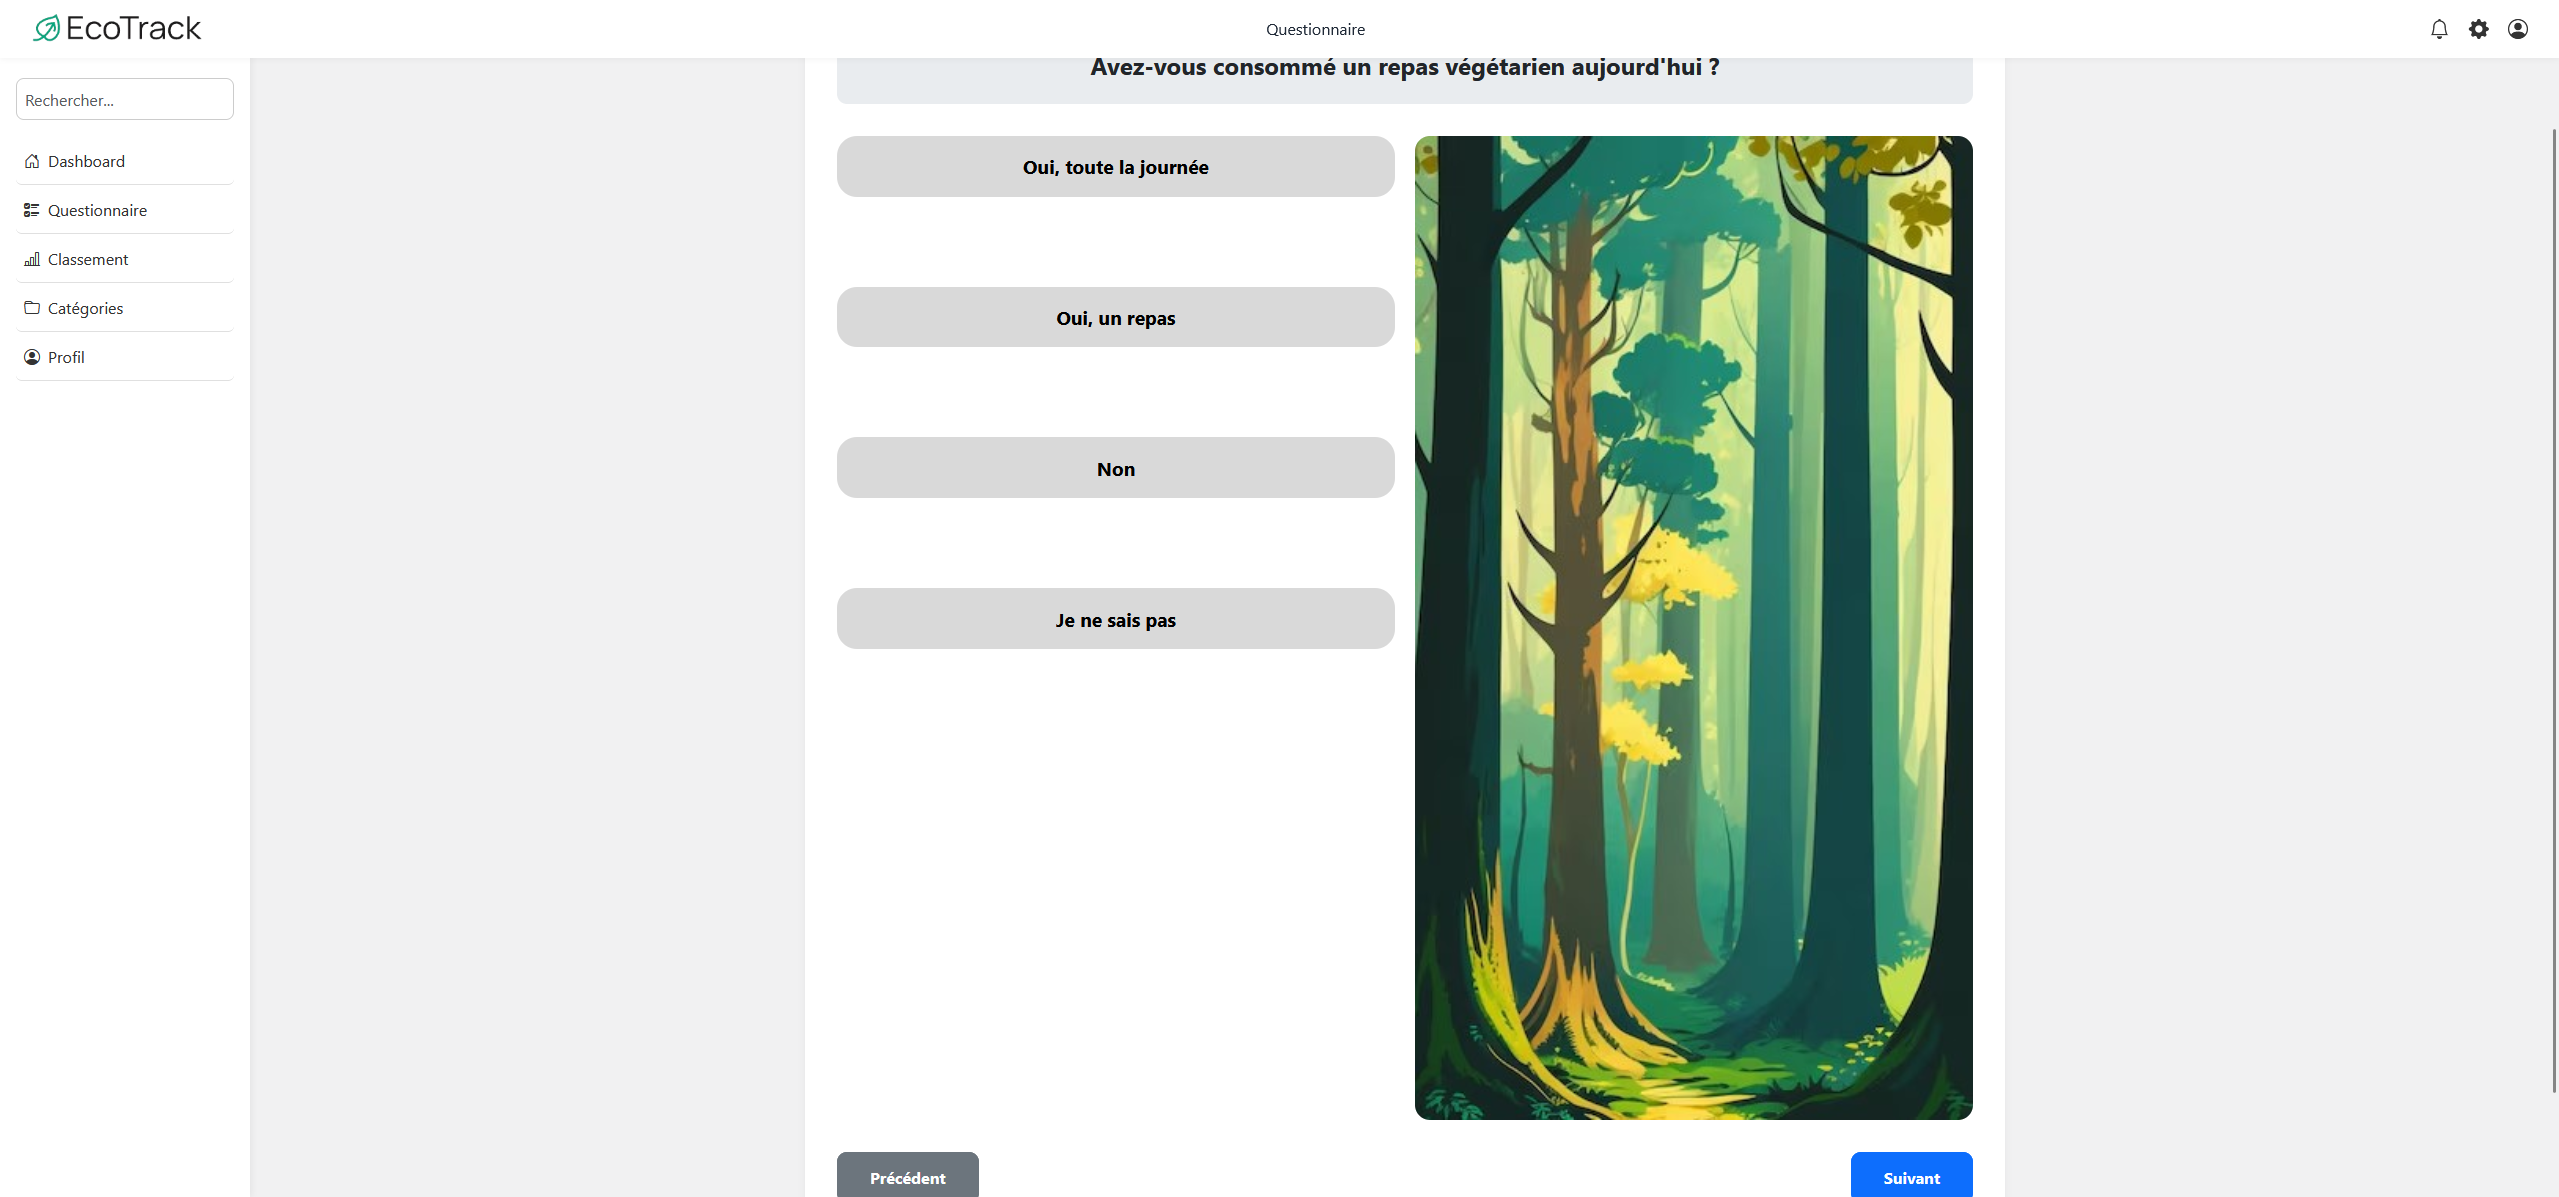 EcoTrack
Questionnaire
Rechercher...
Dashboard
Questionnaire
Classement
Catégories
Profil
Avez-vous consommé un repas végétarien aujourd'hui ?
Oui, toute la journée
Oui, un repas
Non
Je ne sais pas
Précédent
Suivant